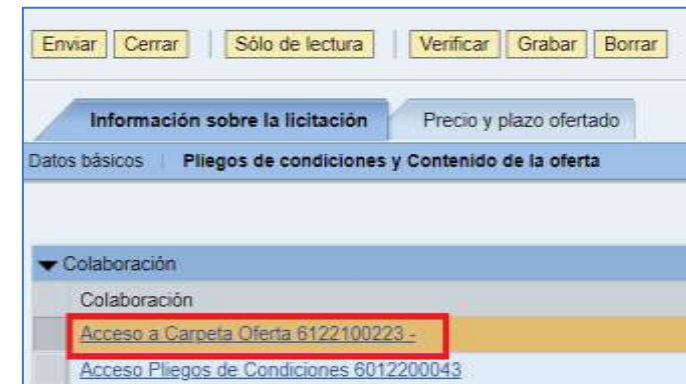 Enviar Cerrar Sólo de lectura Verificar Grabar Borrar
Información sobre la licitación Precio y plazo ofertado
Datos básicos Pliegos de condiciones y Contenido de la oferta
Colaboración
Colaboración
Acceso a Carpeta Oferta 6122100223 -
Acceso Pliegos de Condiciones 6012200043